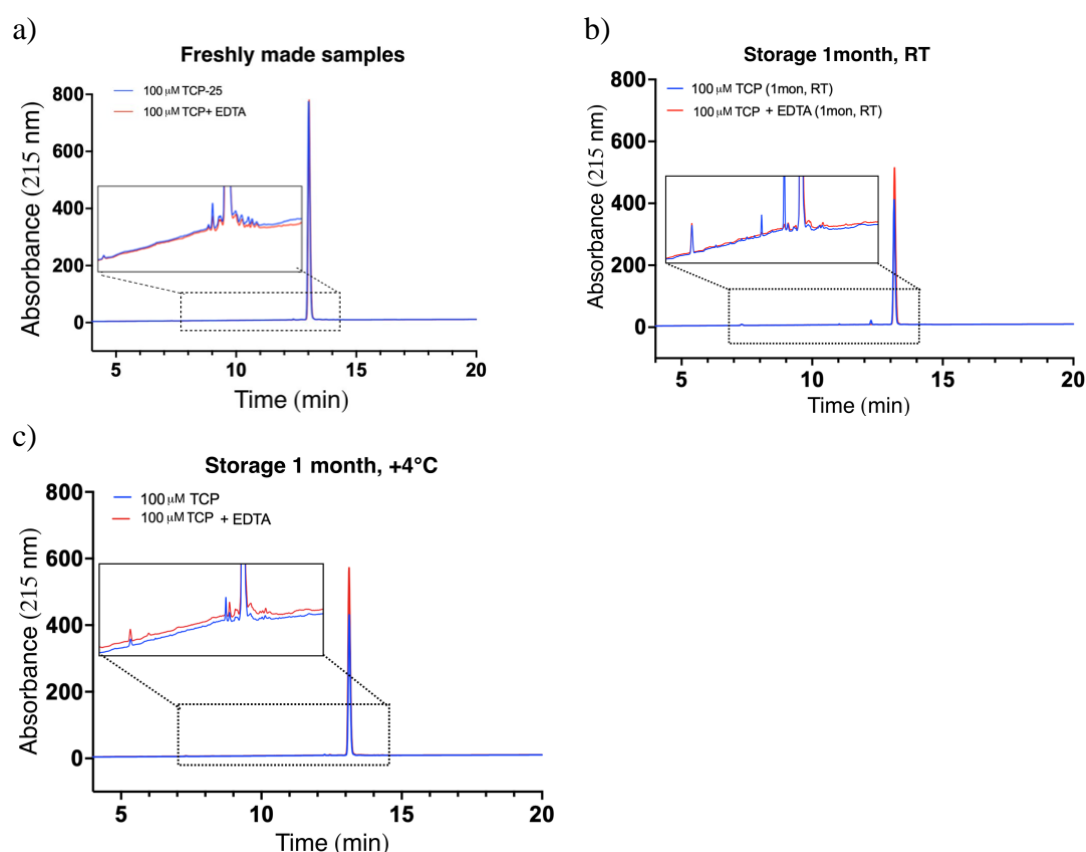 a)
Freshly made samples
100 μM TCP-25
100 μM TCP+ EDTA
Absorbance (215 nm)
800
600
400
200
0
5
10
15
20
Time (min)
b)
Storage 1month, RT
100 μM TCP (1mon, RT)
100 μM TCP + EDTA (1mon, RT)
Absorbance (215 nm)
800
600
400
200
0
5
10
15
20
Time (min)
c)
Storage 1 month, +4°C
100 μM TCP
100 μM TCP + EDTA
Absorbance (215 nm)
800
600
400
200
0
5
10
15
20
Time (min)